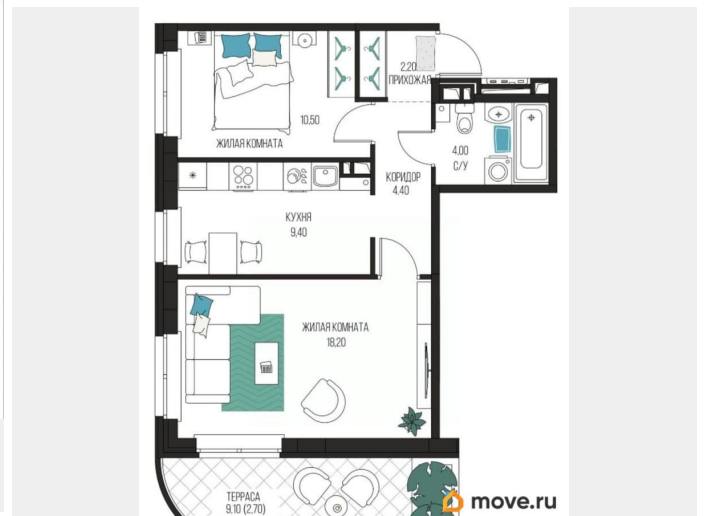 2,20
ПРИХОЖАЯ
10,50
ЖИЛАЯ КОМНАТА
4,00
С/У
КОРИДОР
4,40
КУХНЯ
9,40
ЖИЛАЯ КОМНАТА
18,20
ТЕРРАСА
9,10 (2,70)
move.ru